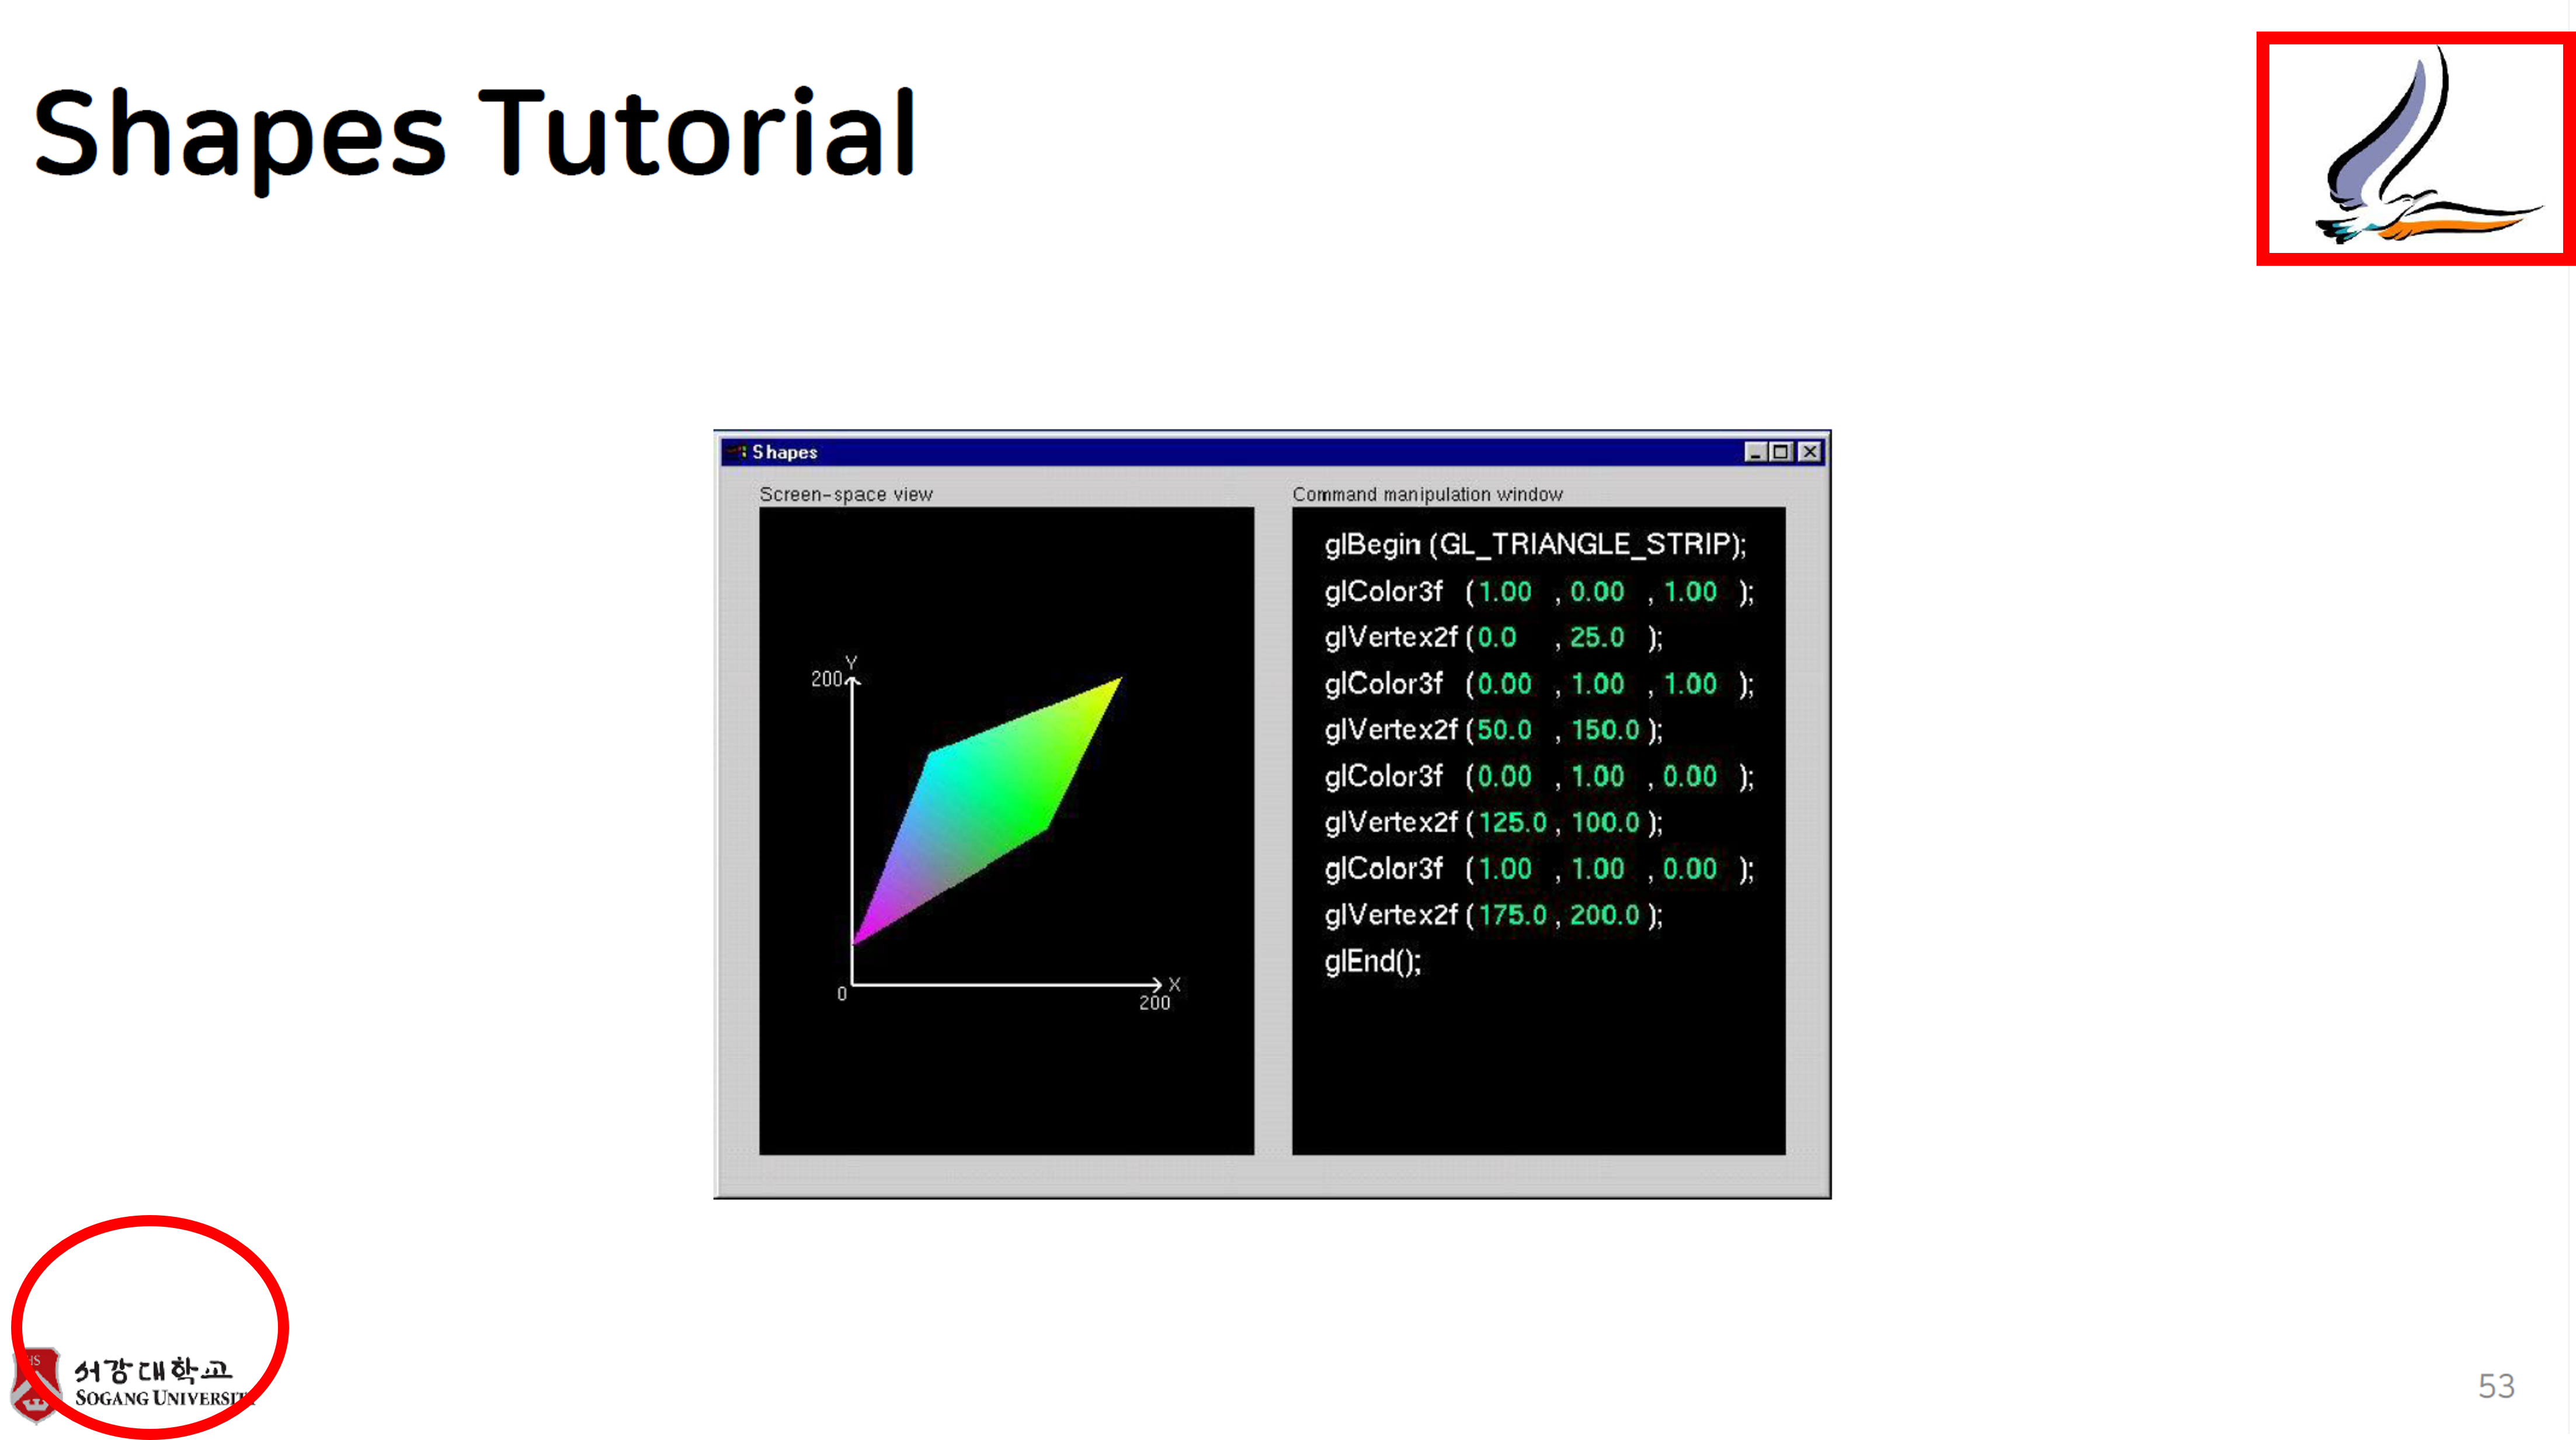 Shapes Tutorial
Shapes
Screen-space view
200
Y
0
X
200
Command manipulation window
glBegin (GL_TRIANGLE_STRIP);
glColor3f (1.00 , 0.00 , 1.00 );
glVertex2f (0.0 , 25.0 );
glColor3f (0.00 , 1.00 , 1.00 );
glVertex2f (50.0 , 150.0 );
glColor3f (0.00 , 1.00 , 0.00 );
glVertex2f (125.0 , 100.0 );
glColor3f (1.00 , 1.00 , 0.00 );
glVertex2f (175.0 , 200.0 );
glEnd();
서강대학교
SOGANG UNIVERSITY
53